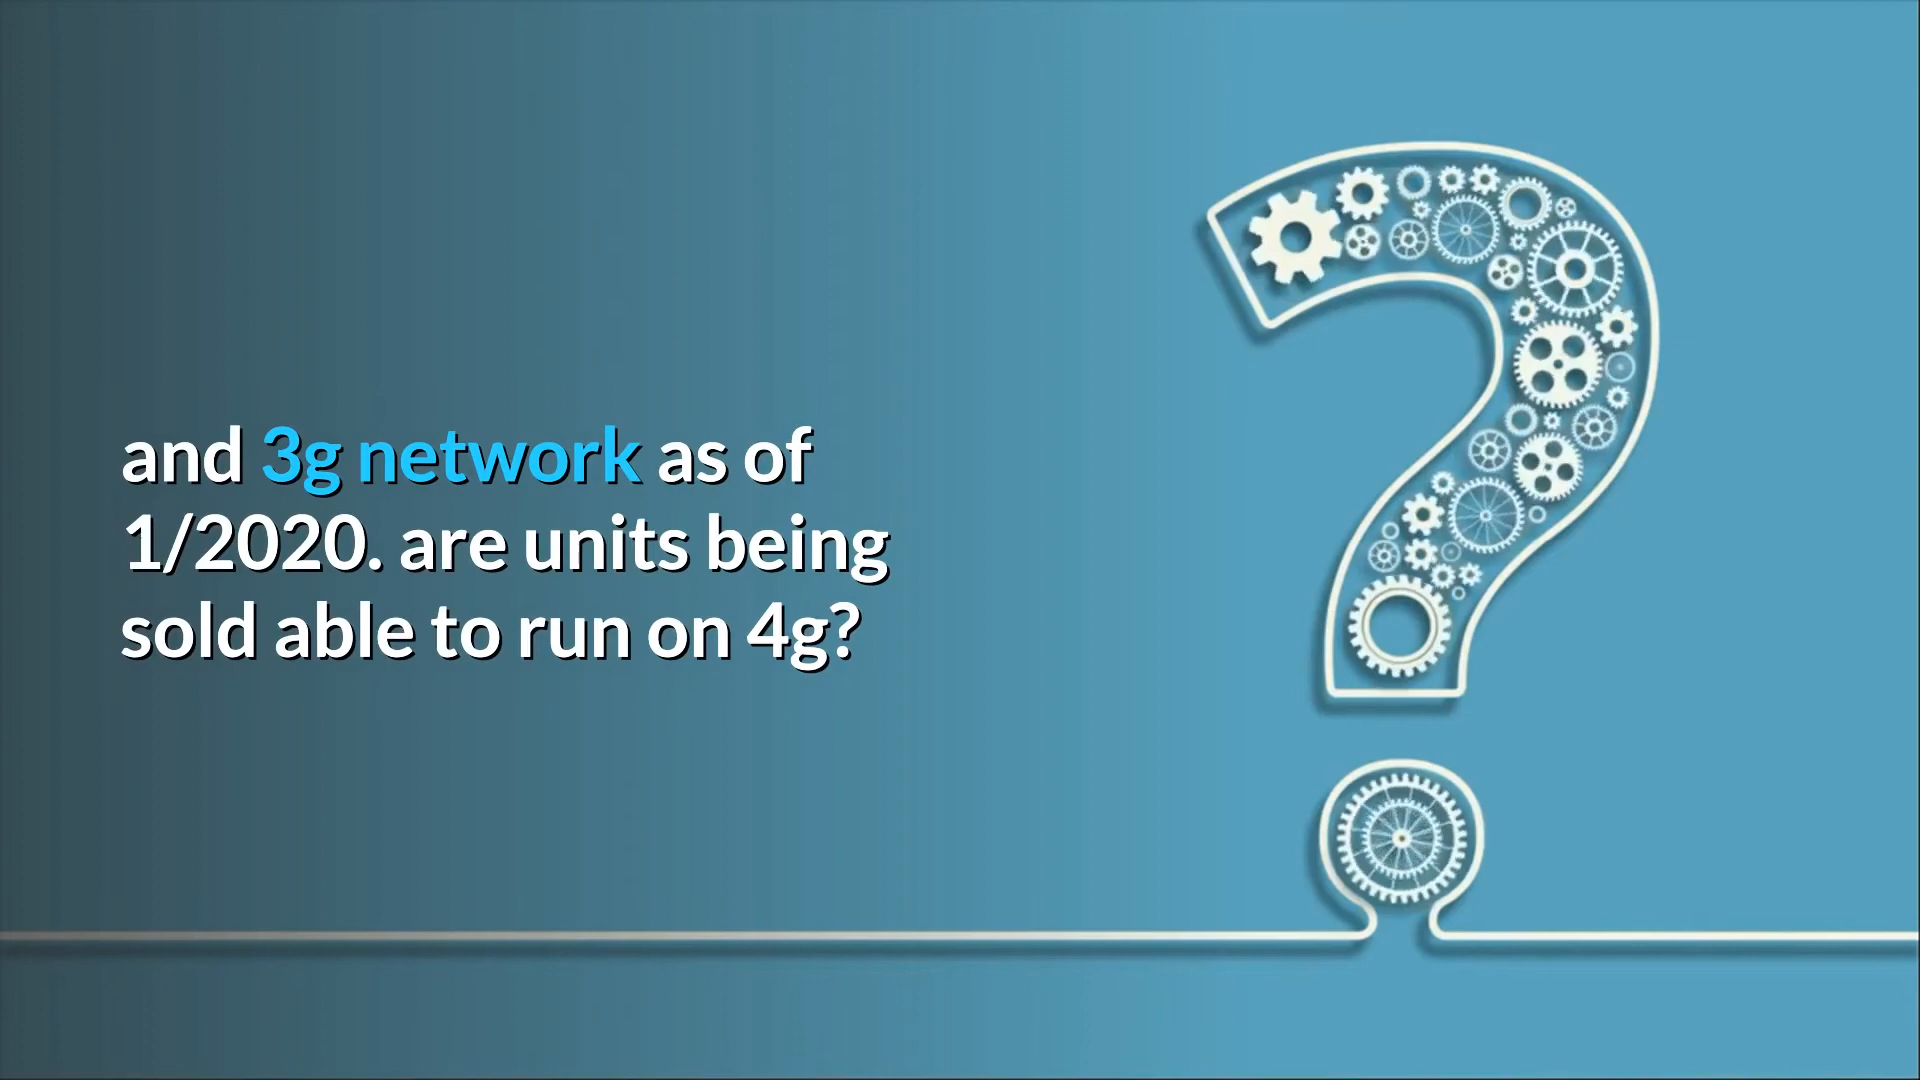 and 3g network as of
1/2020. are units being
sold able to run on 4g?